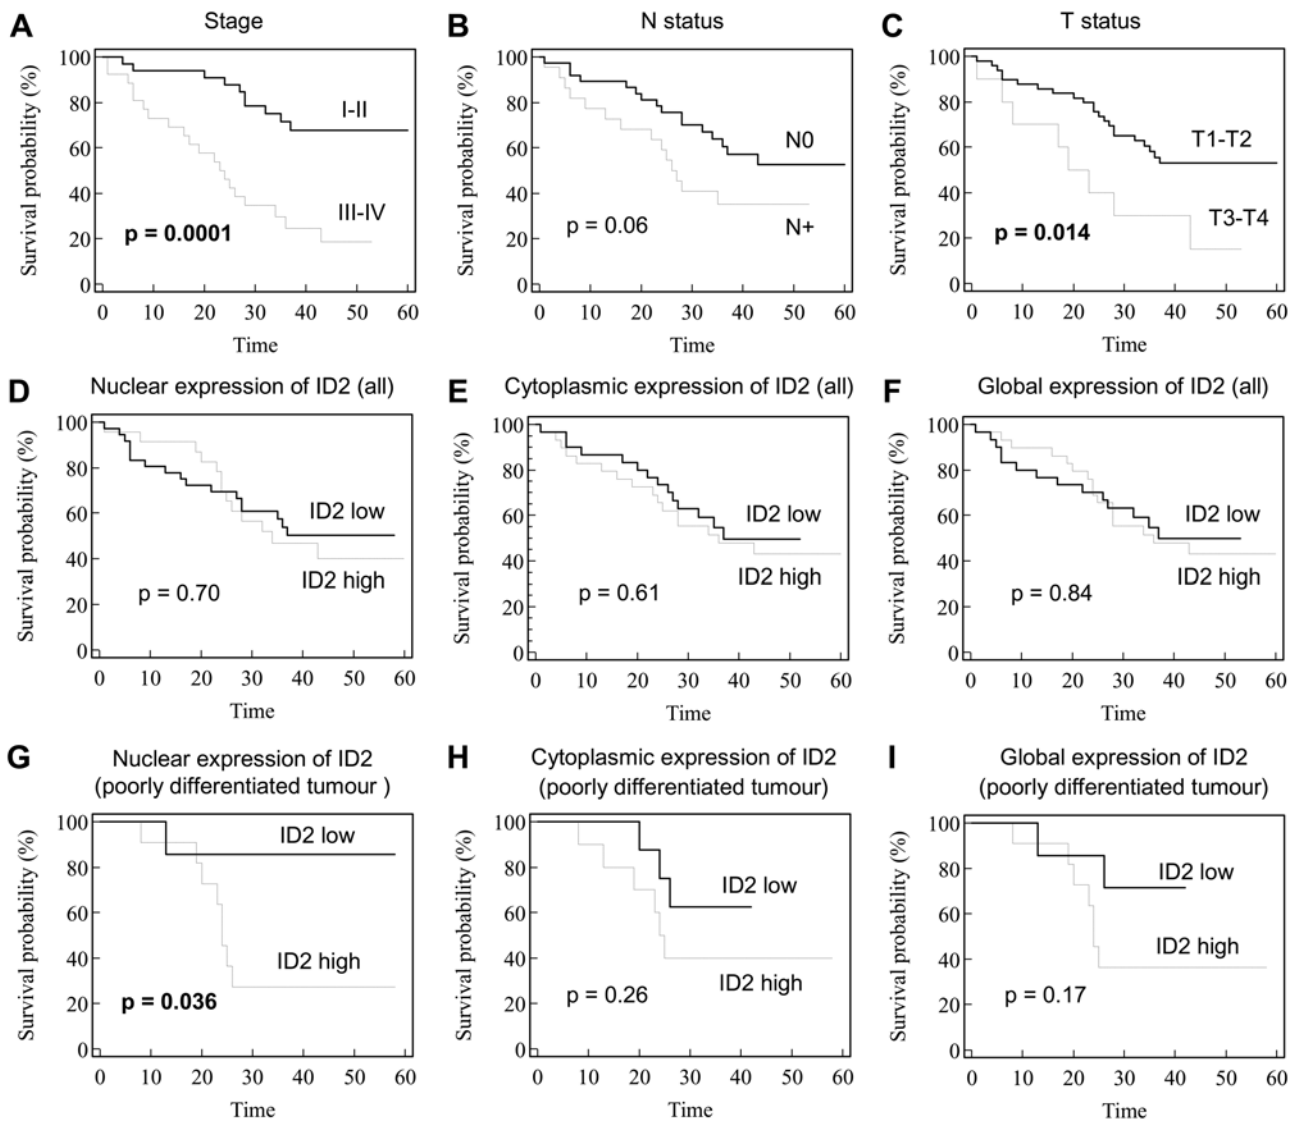 A
Stage
Survival probability (%)
100
80
60
40
20
0
I-II
III-IV
p = 0.0001
0 10 20 30 40 50 60
Time
B
N status
Survival probability (%)
100
80
60
40
20
0
N0
N+
p = 0.06
0 10 20 30 40 50 60
Time
C
T status
Survival probability (%)
100
80
60
40
20
0
T1-T2
T3-T4
p = 0.014
0 10 20 30 40 50 60
Time
D
Nuclear expression of ID2 (all)
Survival probability (%)
100
80
60
40
20
0
ID2 low
ID2 high
p = 0.70
0 10 20 30 40 50 60
Time
E
Cytoplasmic expression of ID2 (all)
Survival probability (%)
100
80
60
40
20
0
ID2 low
ID2 high
p = 0.61
0 10 20 30 40 50 60
Time
F
Global expression of ID2 (all)
Survival probability (%)
100
80
60
40
20
0
ID2 low
ID2 high
p = 0.84
0 10 20 30 40 50 60
Time
G
Nuclear expression of ID2
(poorly differentiated tumour )
Survival probability (%)
100
80
60
40
20
0
ID2 low
ID2 high
p = 0.036
0 10 20 30 40 50 60
Time
H
Cytoplasmic expression of ID2
(poorly differentiated tumour)
Survival probability (%)
100
80
60
40
20
0
ID2 low
ID2 high
p = 0.26
0 10 20 30 40 50 60
Time
I
Global expression of ID2
(poorly differentiated tumour)
Survival probability (%)
100
80
60
40
20
0
ID2 low
ID2 high
p = 0.17
0 10 20 30 40 50 60
Time